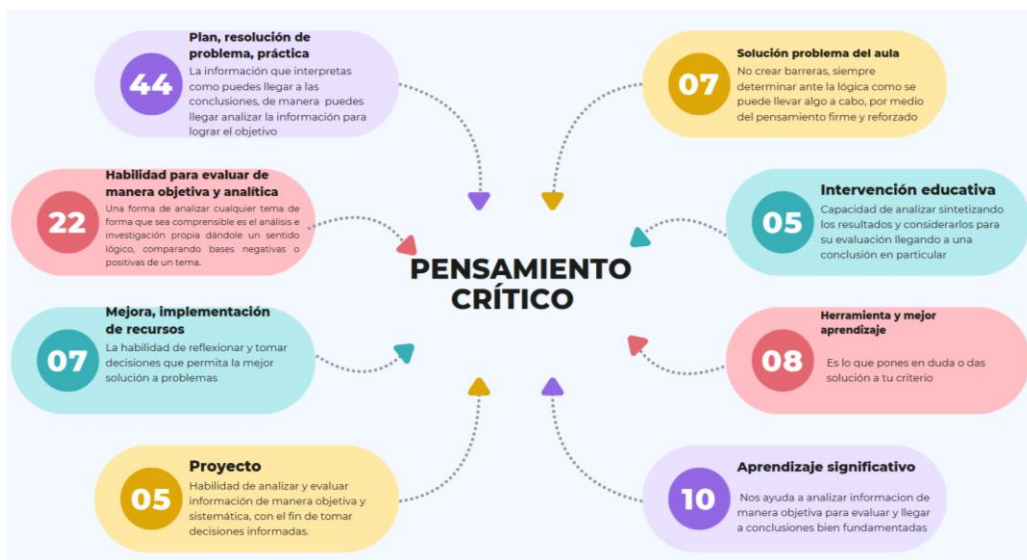 Plan, resolución de
problema, práctica
44
La información que interpretas
como puedes llegar a las
conclusiones, de manera puedes
llegar analizar la información para
lograr el objetivo
Solución problema del aula
07
No crear barreras, siempre
determinar ante la lógica como se
puede llevar algo a cabo, por medio
del pensamiento firme y reforzado
Habilidad para evaluar de
manera objetiva y analítica
22
Una forma de analizar cualquier tema de
forma que sea comprensible es el análisis e
investigación propia dándole un sentido
lógico, comparando bases negativas o
positivas de un tema.
Intervención educativa
05
Capacidad de analizar sintetizando
los resultados y considerarlos para
su evaluación llegando a una
conclusión en particular
PENSAMIENTO
CRÍTICO
Mejora, implementación
de recursos
07
La habilidad de reflexionar y tomar
decisiones que permita la mejor
solución a problemas
Herramienta y mejor
aprendizaje
08
Es lo que pones en duda o das
solución a tu criterio
Proyecto
05
Habilidad de analizar y evaluar
información de manera objetiva y
sistemática, con el fin de tomar
decisiones informadas.
Aprendizaje significativo
10
Nos ayuda a analizar informacion de
manera objetiva para evaluar y llegar
a conclusiones bien fundamentadas